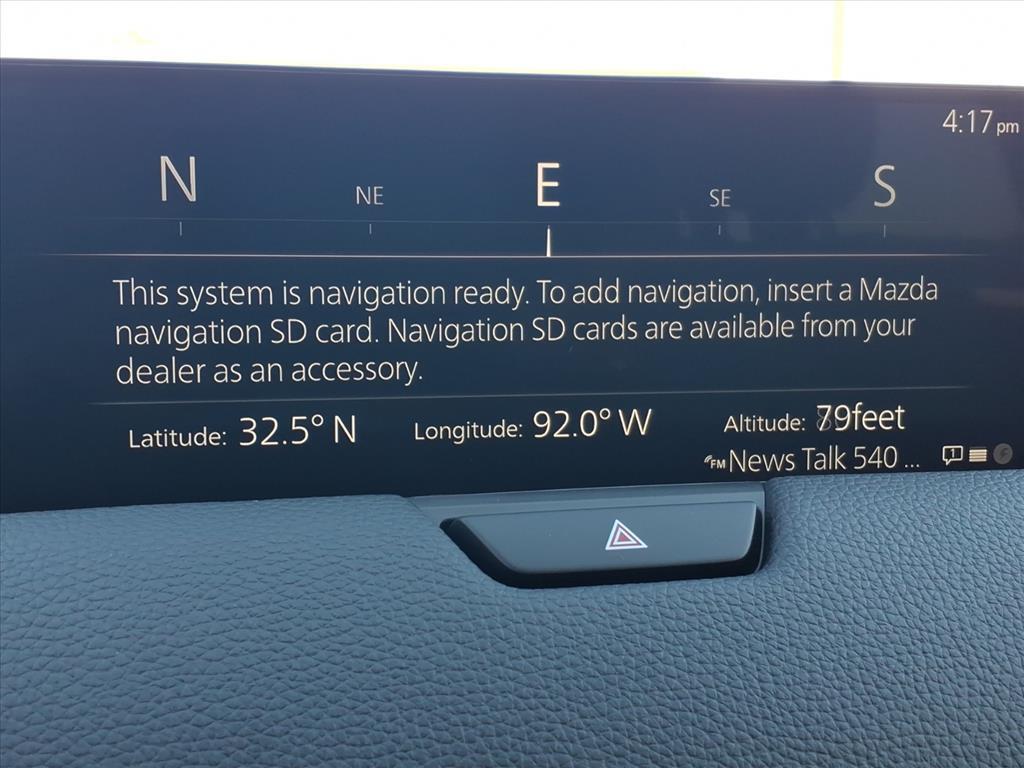 4:17 pm
N NE E SE S
This system is navigation ready. To add navigation, insert a Mazda
navigation SD card. Navigation SD cards are available from your
dealer as an accessory.
Latitude: 32.5° N Longitude: 92.0° W Altitude: 79feet
FM News Talk 540 ... 1